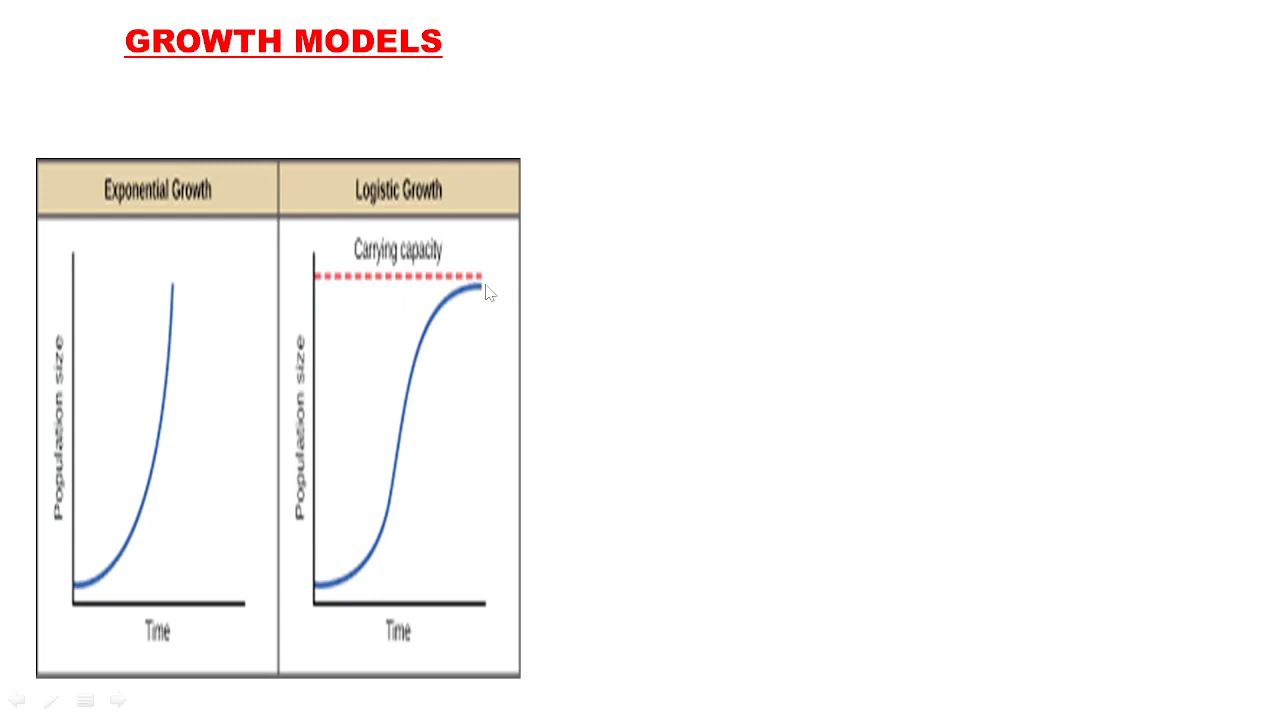 GROWTH MODELS
Exponential Growth
Population size
Time
Logistic Growth
Carrying capacity
Population size
Time